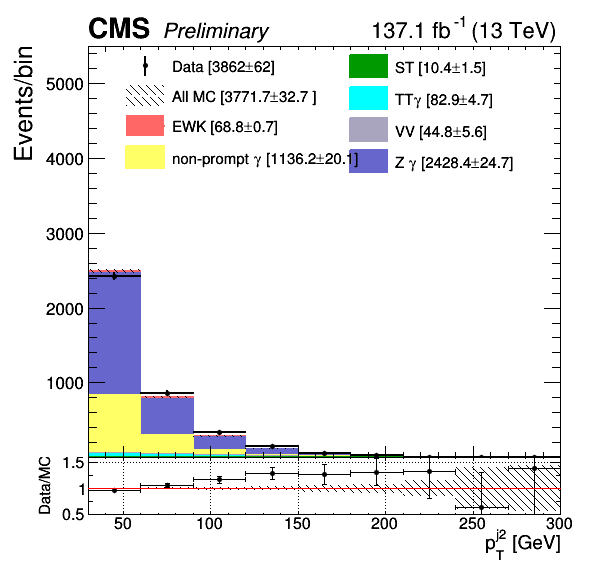 CMS Preliminary 137.1 fb⁻¹ (13 TeV)
Events/bin
5000
4000
3000
2000
1000
Data [3862±62]
All MC [3771.7±32.7 ]
EWK [68.8±0.7]
non-prompt γ [1136.2±20.1]
ST [10.4±1.5]
TTγ [82.9±4.7]
VV [44.8±5.6]
Z γ [2428.4±24.7]
Data/MC
1.5
1
0.5
50 100 150 200 250 300
p_T^j2 [GeV]